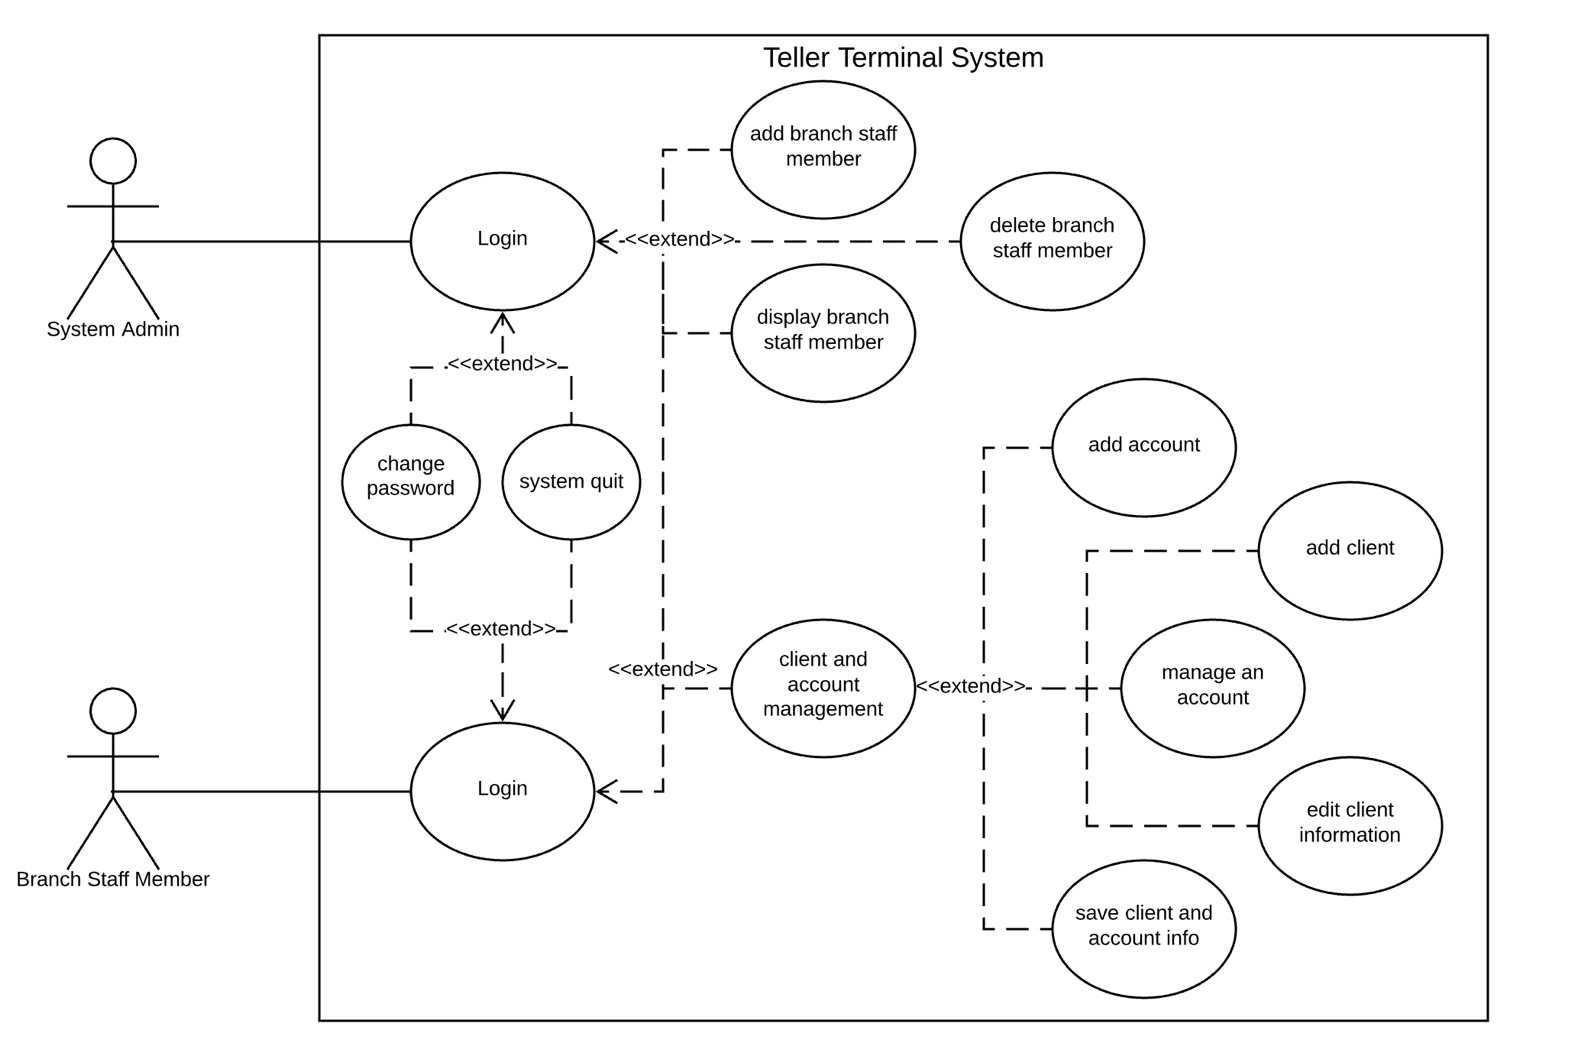 Teller Terminal System
add branch staff
member
Login
<<extend>>
delete branch
staff member
System Admin
display branch
staff member
<<extend>>
change
password
system quit
add account
add client
<<extend>>
<<extend>>
client and
account
management
<<extend>>
manage an
account
Login
edit client
information
Branch Staff Member
save client and
account info